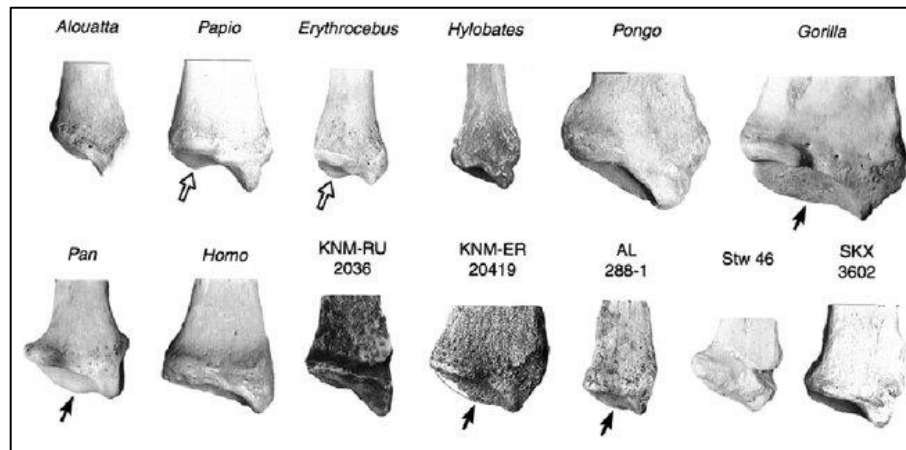 Alouatta Papio Erythrocebus Hylobates Pongo Gorilla
Pan Homo KNM-RU 2036 KNM-ER 20419 AL 288-1 Stw 46 SKX 3602